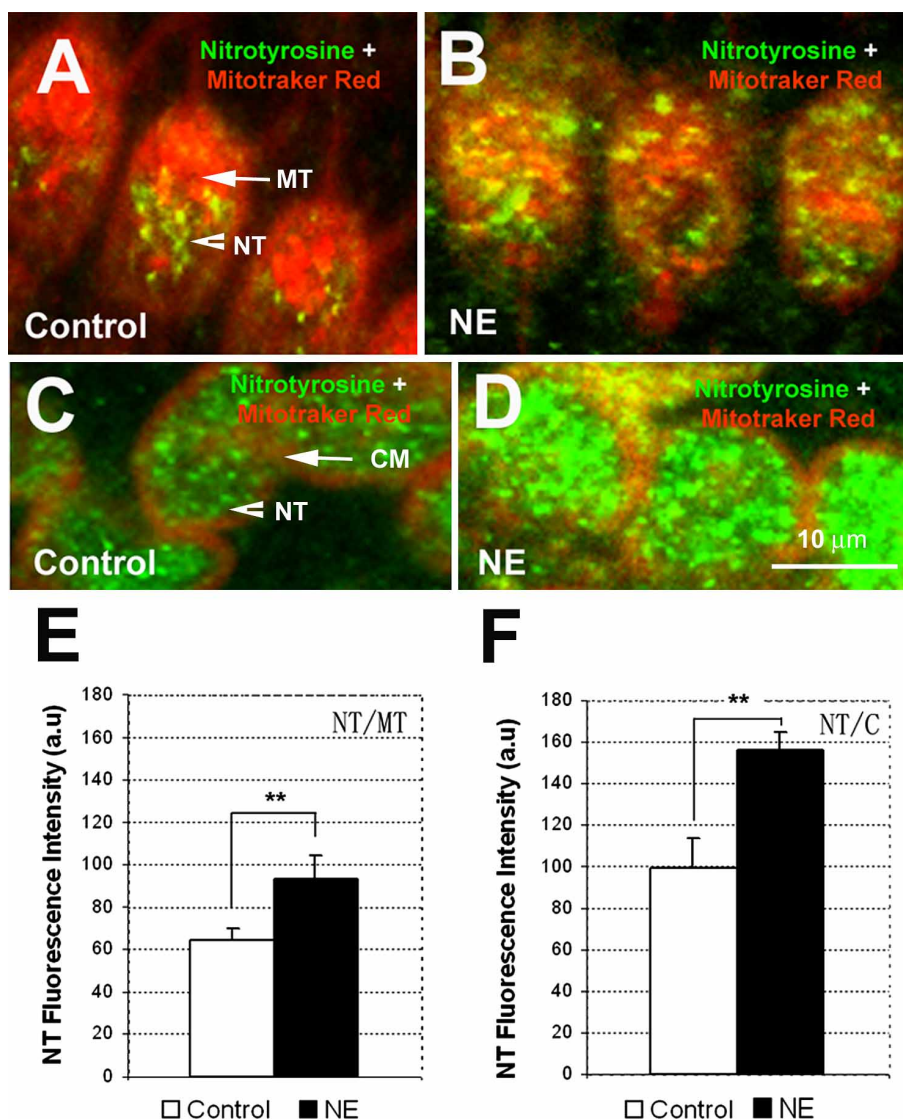 A
Nitrotyrosine +
Mitotraker Red
MT
NT
Control
B
Nitrotyrosine +
Mitotraker Red
NE
C
Nitrotyrosine +
Mitotraker Red
CM
NT
Control
D
Nitrotyrosine +
Mitotraker Red
NE
10 μm
E
NT Fluorescence Intensity (a.u)
180
160
140
120
100
80
60
40
20
0
NT/MT
**
Control NE
F
NT Fluorescence Intensity (a.u)
180
160
140
120
100
80
60
40
20
0
NT/C
**
Control NE